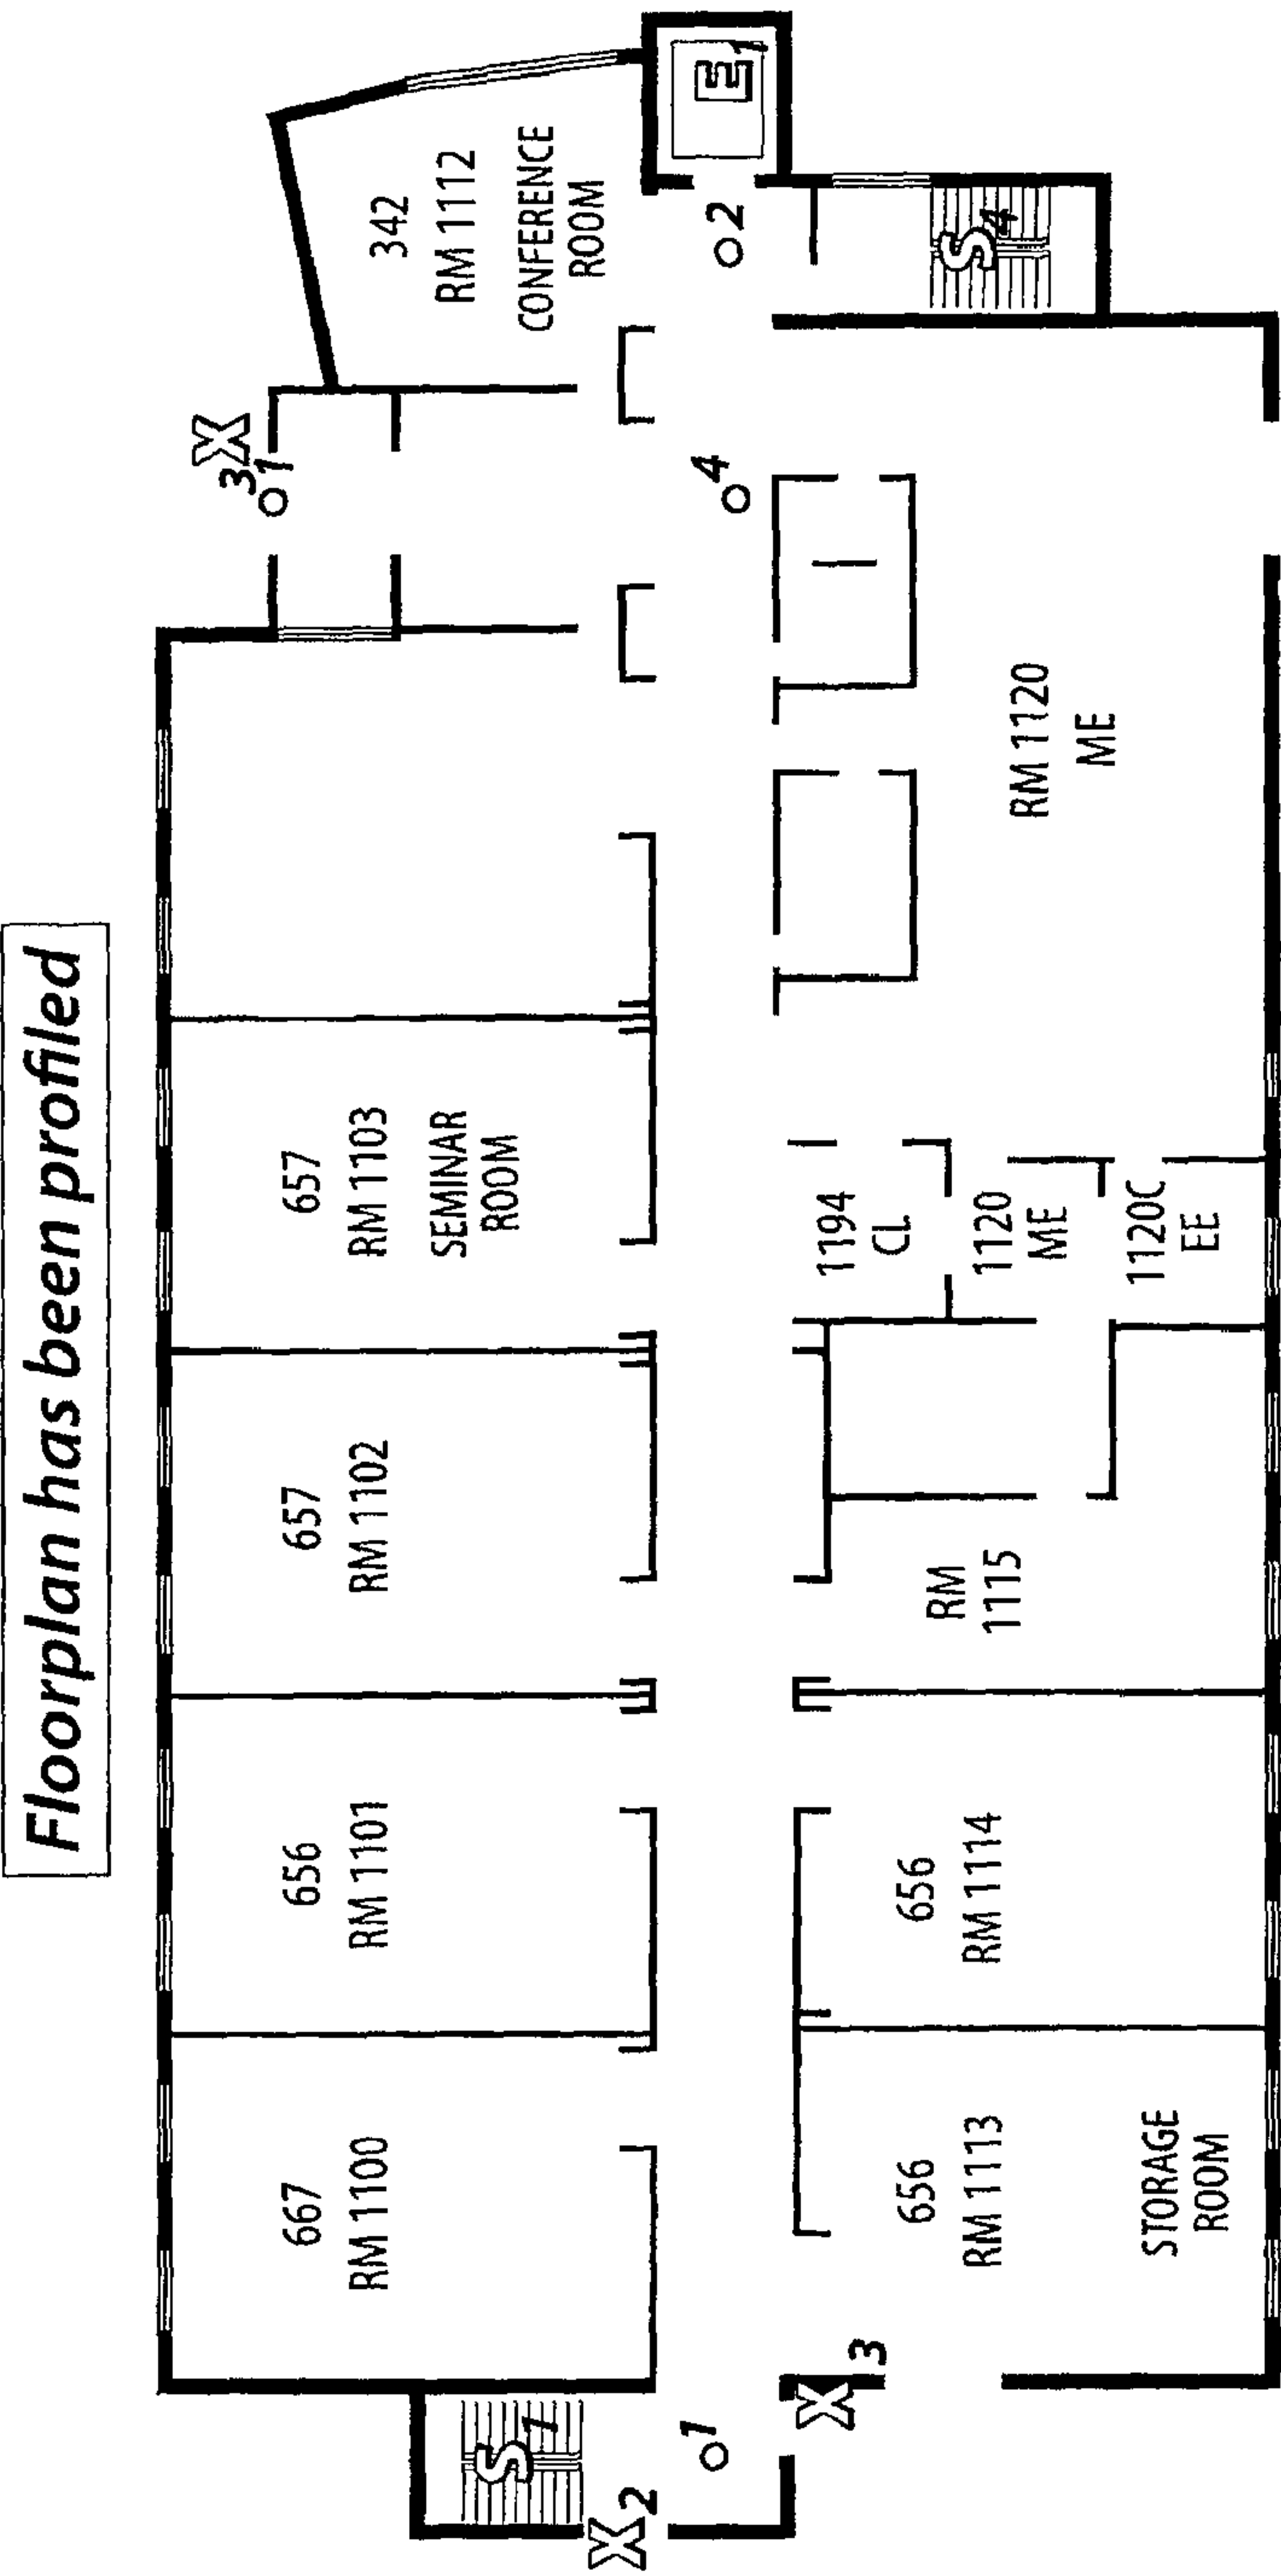 Floorplan has been profiled
667
RM 1100
656
RM 1101
657
RM 1102
657
RM 1103
SEMINAR
ROOM
X3
1
342
RM 1112
CONFERENCE
ROOM
S1
X2
1
X3
4
2
E1
S4
656
RM 1113
STORAGE
ROOM
656
RM 1114
RM
1115
1194
CL
1120
ME
1120C
EE
RM 1120
ME